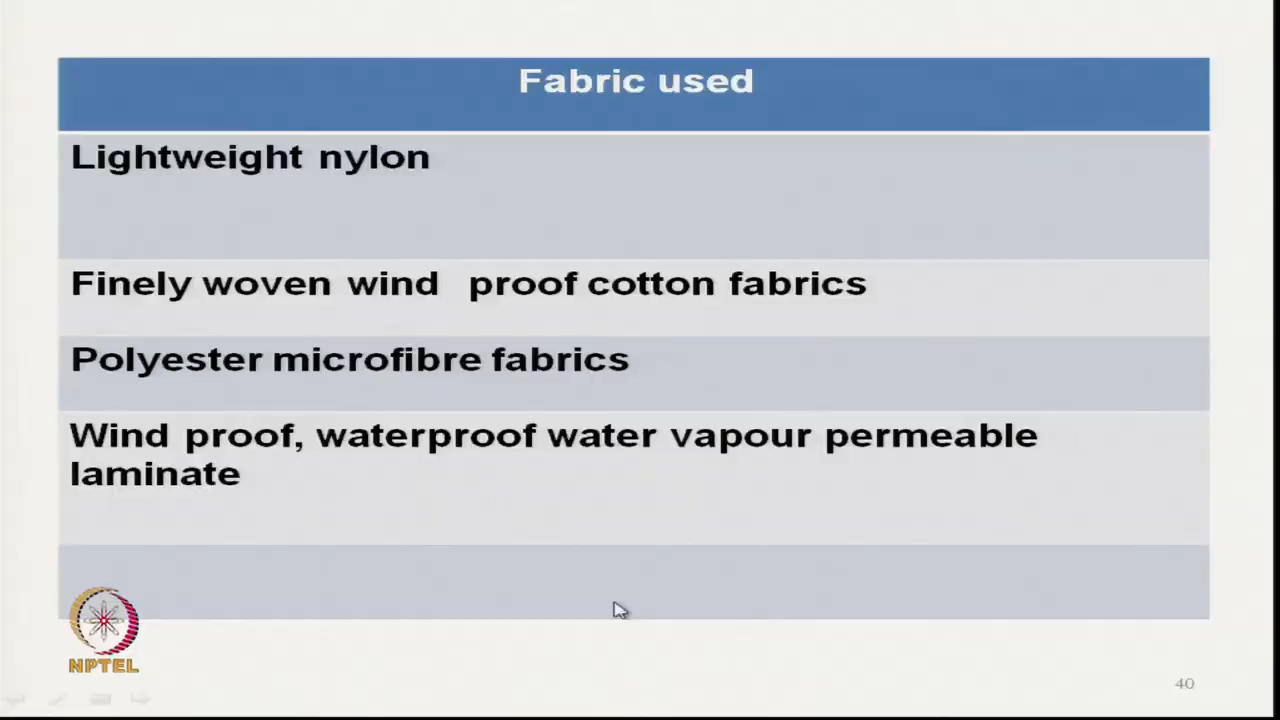 Fabric used
Lightweight nylon
Finely woven wind proof cotton fabrics
Polyester microfibre fabrics
Wind proof, waterproof water vapour permeable
laminate
NPTEL
40